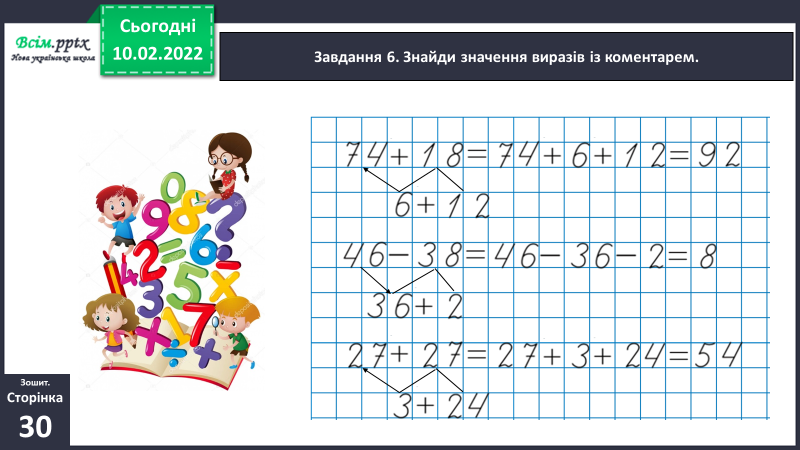 Всім.pptx
Нова українська школа
Сьогодні
10.02.2022
Завдання 6. Знайди значення виразів із коментарем.
74+18=74+6+12=92
6+12
46-38=46-36-2=8
36+2
27+27=27+3+24=54
3+24
Зошит.
Сторінка
30